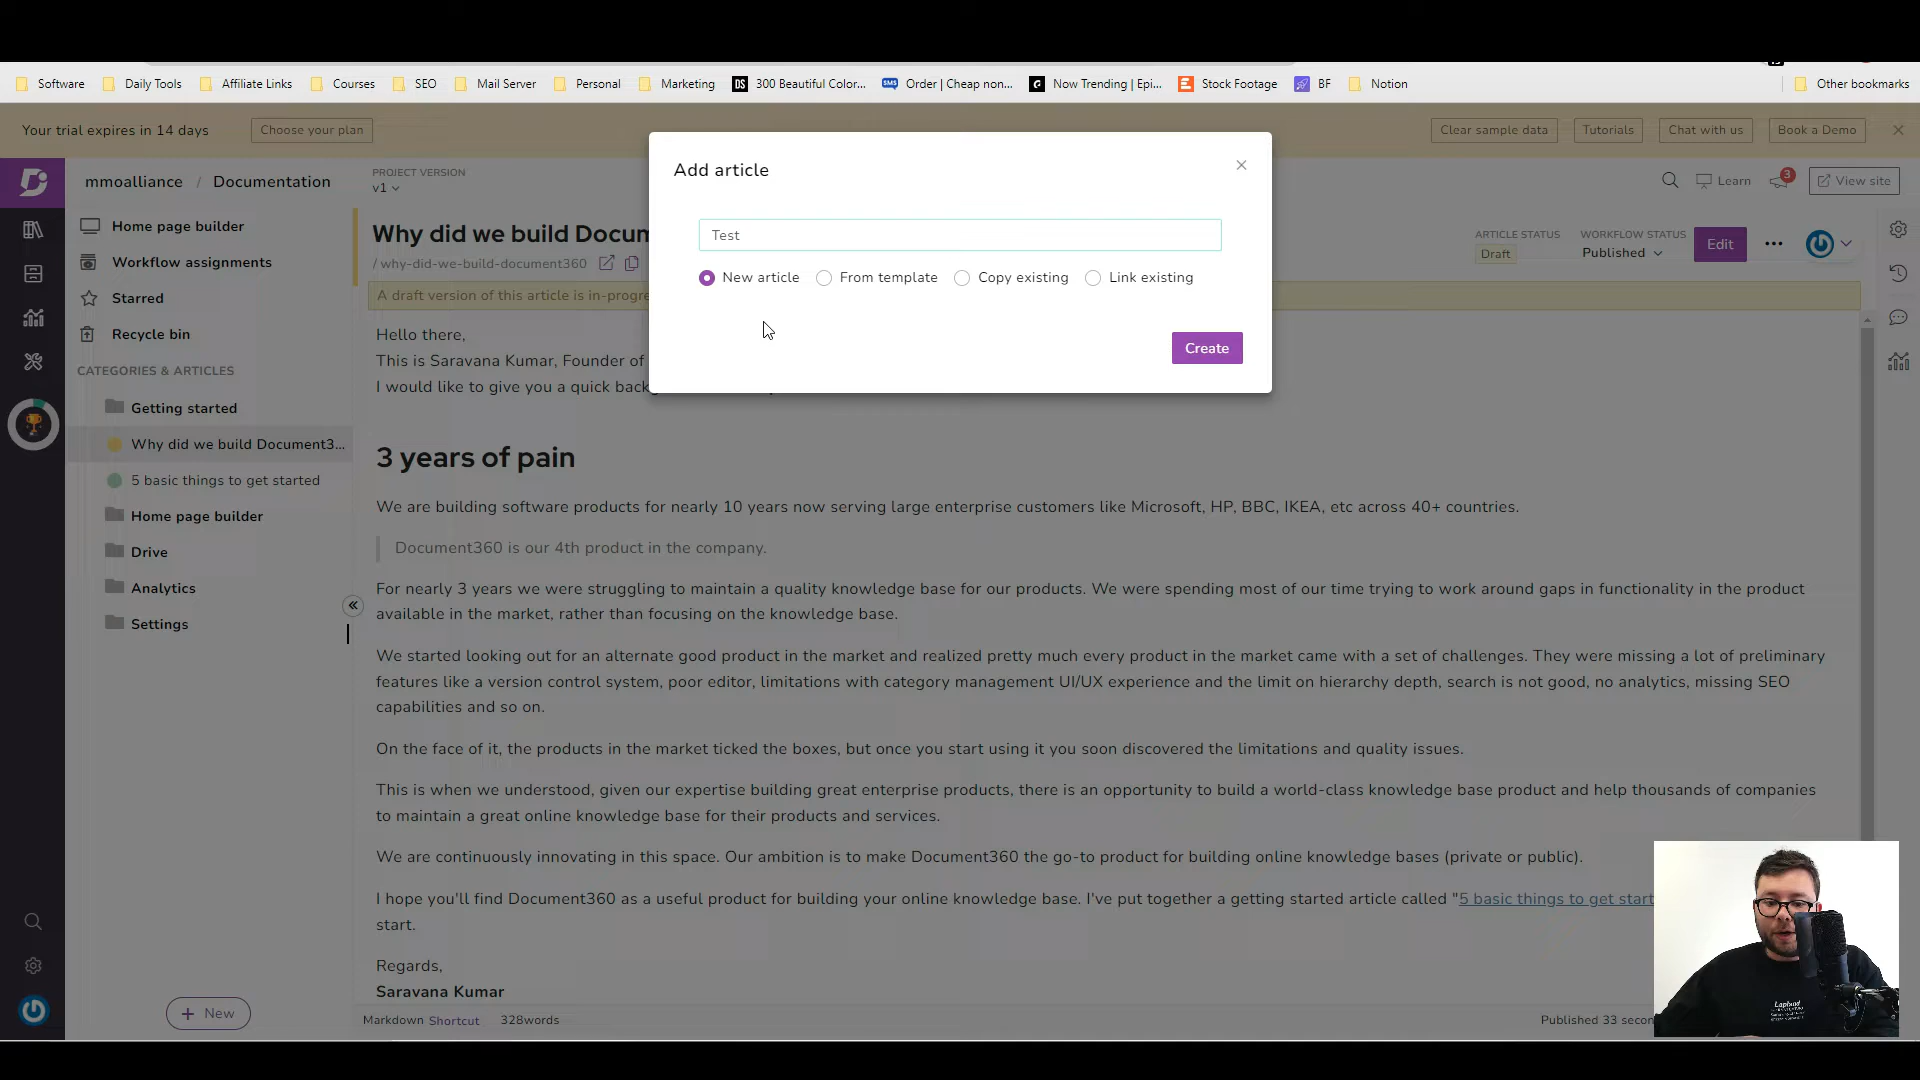 Software
Daily Tools
Affiliate Links
Courses
SEO
Mail Server
Personal
Marketing
DS
300 Beautiful Color...
SMS
Order | Cheap non...
Now Trending | Epi...
Stock Footage
BF
Notion
Other bookmarks
Your trial expires in 14 days
Choose your plan
Clear sample data
Tutorials
Chat with us
Book a Demo
mmoalliance / Documentation
PROJECT VERSION
v1
Learn
3
View site
Add article
Test
New article
From template
Copy existing
Link existing
Create
Home page builder
Workflow assignments
Starred
Recycle bin
CATEGORIES & ARTICLES
Getting started
Why did we build Document3...
5 basic things to get started
Home page builder
Drive
Analytics
Settings
New
Why did we build Docum
/ why-did-we-build-document360
ARTICLE STATUS
Draft
WORKFLOW STATUS
Published
Edit
A draft version of this article is in-progre
Hello there,
This is Saravana Kumar, Founder of
I would like to give you a quick back
3 years of pain
We are building software products for nearly 10 years now serving large enterprise customers like Microsoft, HP, BBC, IKEA, etc across 40+ countries.
Document360 is our 4th product in the company.
For nearly 3 years we were struggling to maintain a quality knowledge base for our products. We were spending most of our time trying to work around gaps in functionality in the product
available in the market, rather than focusing on the knowledge base.
We started looking out for an alternate good product in the market and realized pretty much every product in the market came with a set of challenges. They were missing a lot of preliminary
features like a version control system, poor editor, limitations with category management UI/UX experience and the limit on hierarchy depth, search is not good, no analytics, missing SEO
capabilities and so on.
On the face of it, the products in the market ticked the boxes, but once you start using it you soon discovered the limitations and quality issues.
This is when we understood, given our expertise building great enterprise products, there is an opportunity to build a world-class knowledge base product and help thousands of companies
to maintain a great online knowledge base for their products and services.
We are continuously innovating in this space. Our ambition is to make Document360 the go-to product for building online knowledge bases (private or public).
I hope you'll find Document360 as a useful product for building your online knowledge base. I've put together a getting started article called "5 basic things to get start
start.
Regards,
Saravana Kumar
Markdown Shortcut 328words
Published 33 secon